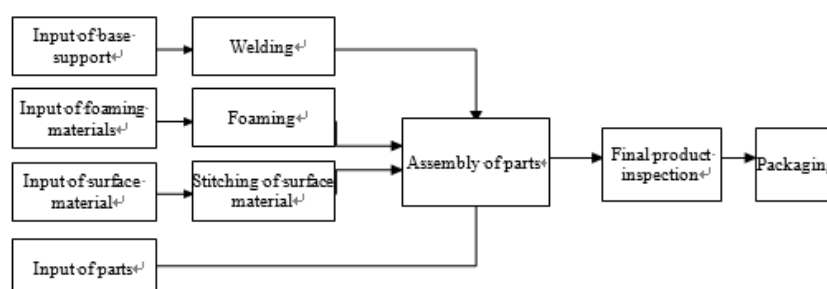 Input of base
support
Welding
Input of foaming
materials
Foaming
Input of surface
material
Stitching of surface
material
Input of parts
Assembly of parts
Final product
inspection
Packaging